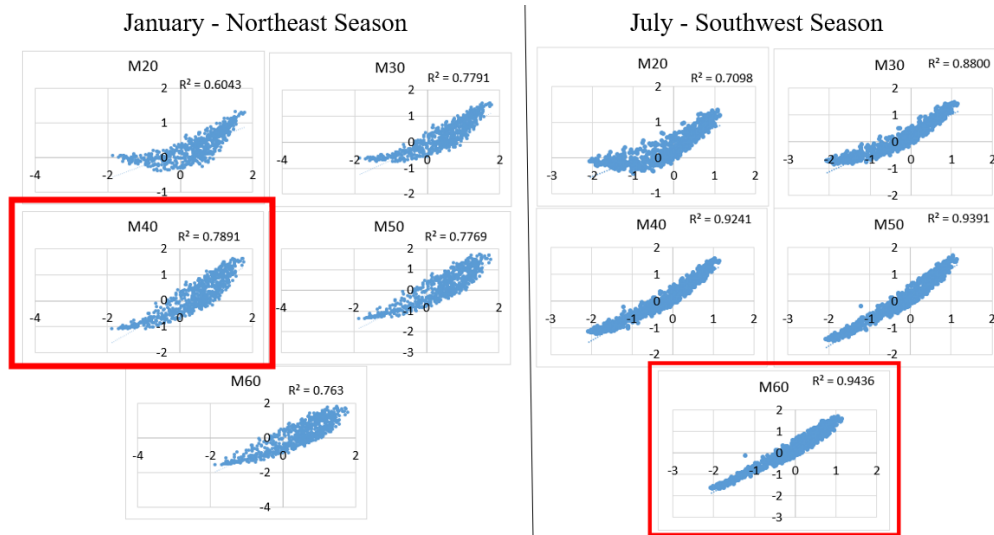 January - Northeast Season
M20
R² = 0.6043
2
1
0
-4 -2 0 2
-1
M30
R² = 0.7791
2
1
0
-4 -2 0 2
-1
-2
M40
R² = 0.7891
2
1
0
-4 -2 0 2
-1
-2
M50
R² = 0.7769
2
1
0
-4 -2 0 2
-1
-2
-3
M60
R² = 0.763
2
0
-4 -2 0 2
-2
-4
July - Southwest Season
M20
R² = 0.7098
2
1
0
-3 -2 -1 0 1 2
-1
M30
R² = 0.8800
2
1
0
-3 -2 -1 0 1 2
-1
-2
M40
R² = 0.9241
2
1
0
-3 -2 -1 0 1 2
-1
-2
M50
R² = 0.9391
2
1
0
-3 -2 -1 0 1 2
-1
-2
M60
R² = 0.9436
2
1
0
-3 -2 -1 0 1 2
-1
-2
-3